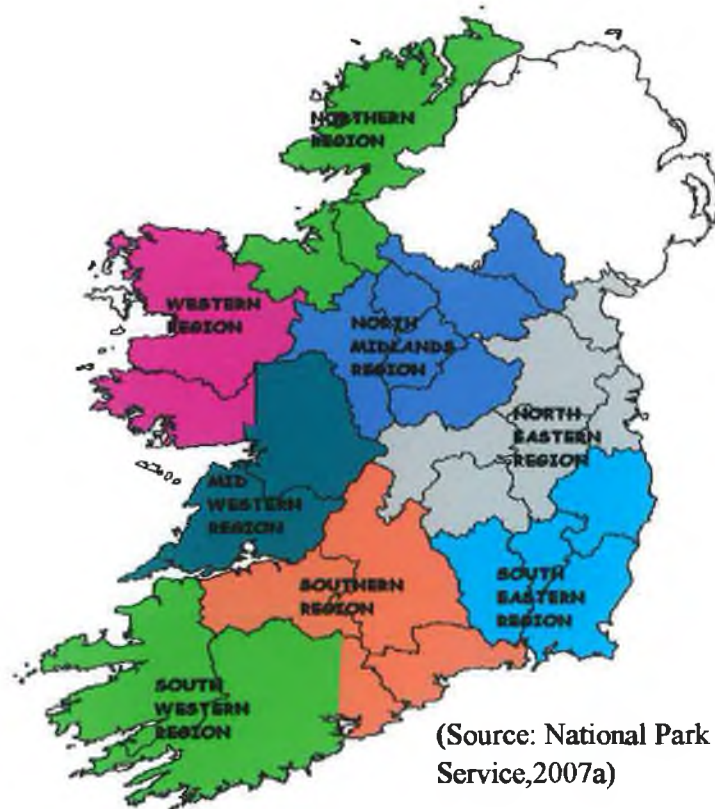 NORTHERN
REGION
WESTERN
REGION
NORTH
MIDLANDS
REGION
NORTH
EASTERN
REGION
MID
WESTERN
REGION
SOUTHERN
REGION
SOUTH
EASTERN
REGION
SOUTH
WESTERN
REGION
(Source: National Park
Service,2007a)